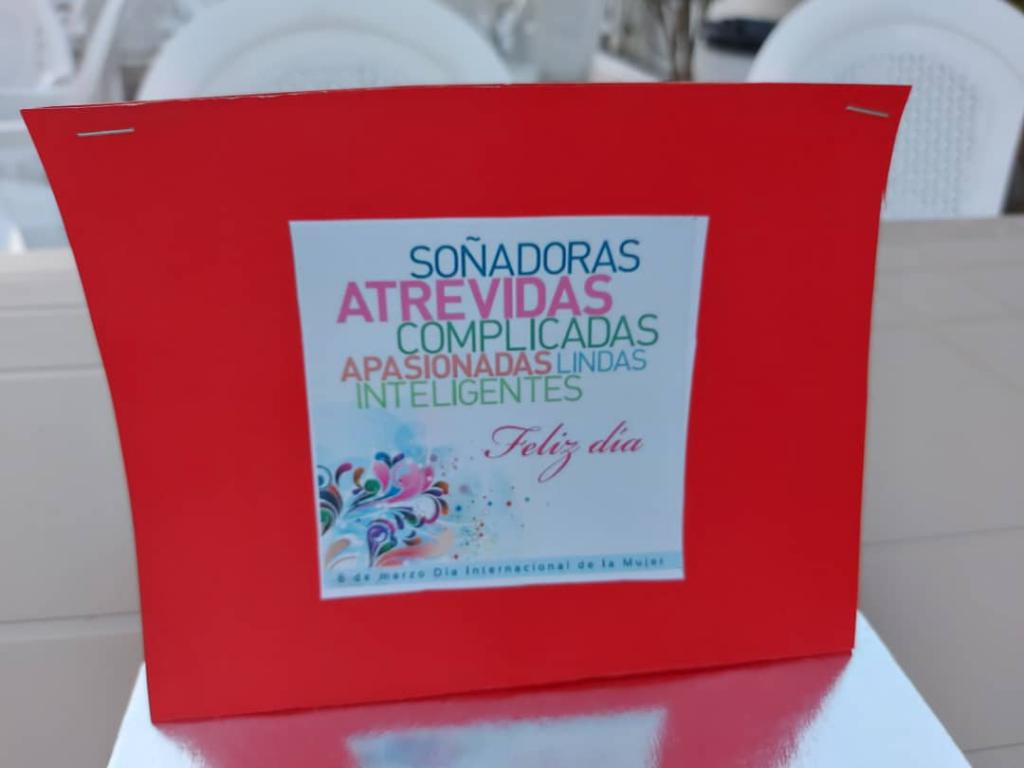 SOÑADORAS
ATREVIDAS
COMPLICADAS
APASIONADAS LINDAS
INTELIGENTES
Feliz día
8 de marzo Día Internacional de la Mujer